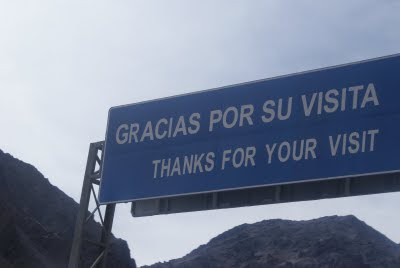 GRACIAS POR SU VISITA
THANKS FOR YOUR VISIT